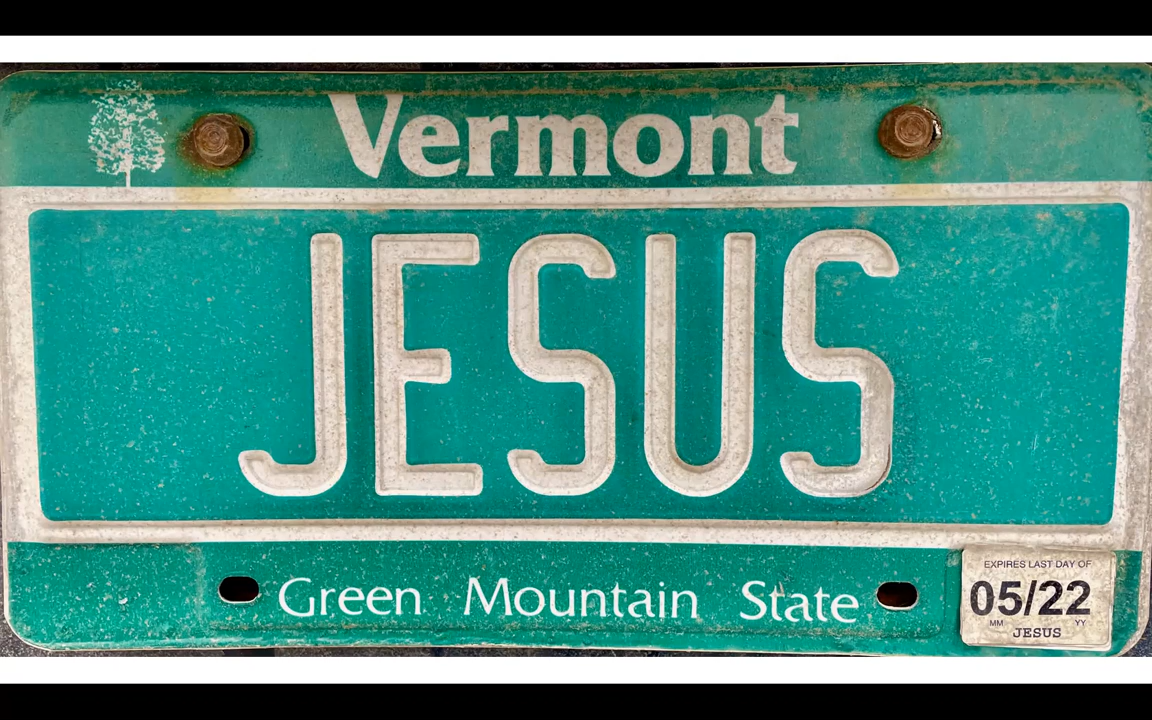 Vermont
JESUS
Green Mountain State
EXPIRES LAST DAY OF
05/22
MM YY
JESUS